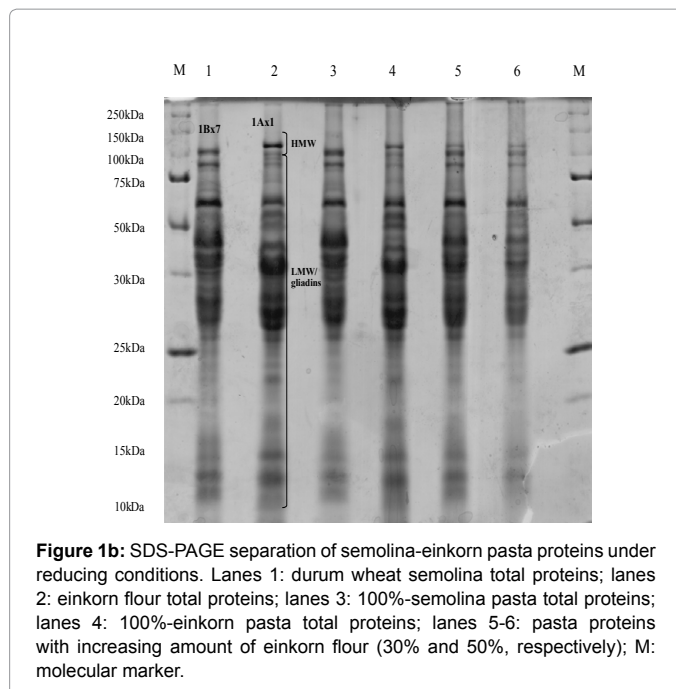 M 1 2 3 4 5 6 M
250kDa
150kDa
100kDa
75kDa
50kDa
30kDa
25kDa
20kDa
15kDa
10kDa
1Bx7
1Ax1
HMW
LMW/
gliadins
Figure 1b: SDS-PAGE separation of semolina-einkorn pasta proteins under
reducing conditions. Lanes 1: durum wheat semolina total proteins; lanes
2: einkorn flour total proteins; lanes 3: 100%-semolina pasta total proteins;
lanes 4: 100%-einkorn pasta total proteins; lanes 5-6: pasta proteins
with increasing amount of einkorn flour (30% and 50%, respectively); M:
molecular marker.